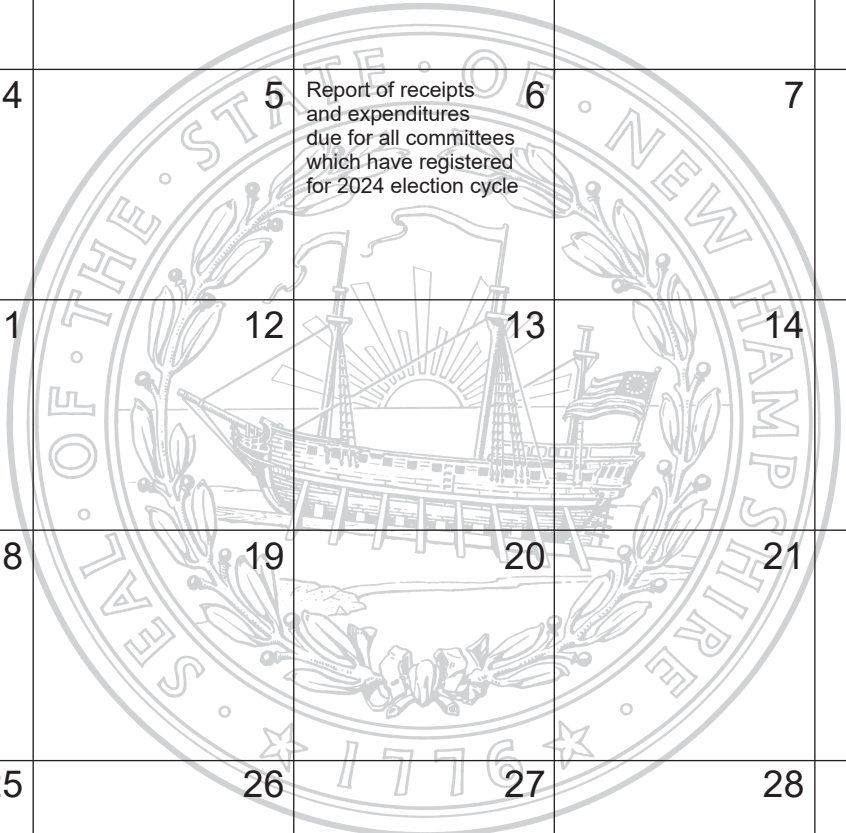 SEAL · OF · THE · STATE · OF · NEW HAMPSHIRE
1776
4
5
Report of receipts
and expenditures
due for all committees
which have registered
for 2024 election cycle
6
7
1
12
13
14
8
19
20
21
25
26
27
28